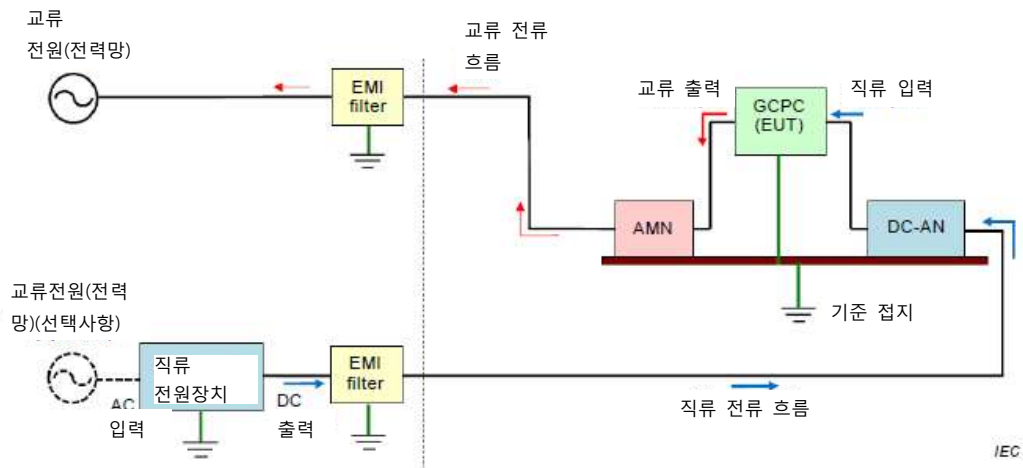 교류
전원(전력망)
EMI
filter
교류 전류
흐름
교류 출력
GCPC
(EUT)
직류 입력
AMN
DC-AN
기준 접지
교류전원(전력
망)(선택사항)
직류
전원장치
AC
입력
DC
출력
EMI
filter
직류 전류 흐름
IEC